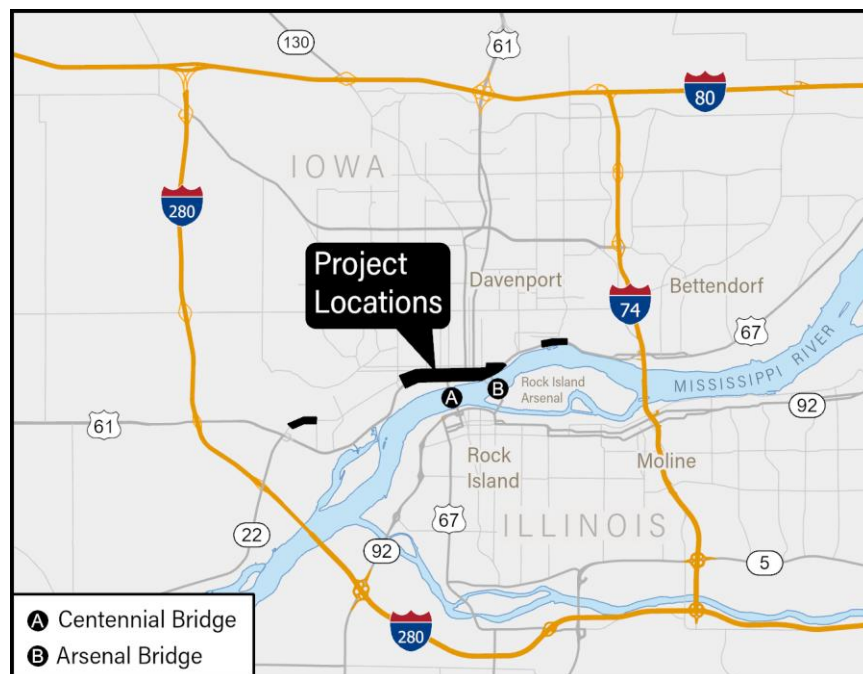 130
61
80
IOWA
280
Project
Locations
Davenport
Bettendorf
74
67
MISSISSIPPI RIVER
Rock Island
Arsenal
A
B
92
61
Rock
Island
Moline
67
ILLINOIS
22
92
5
280
A Centennial Bridge
B Arsenal Bridge